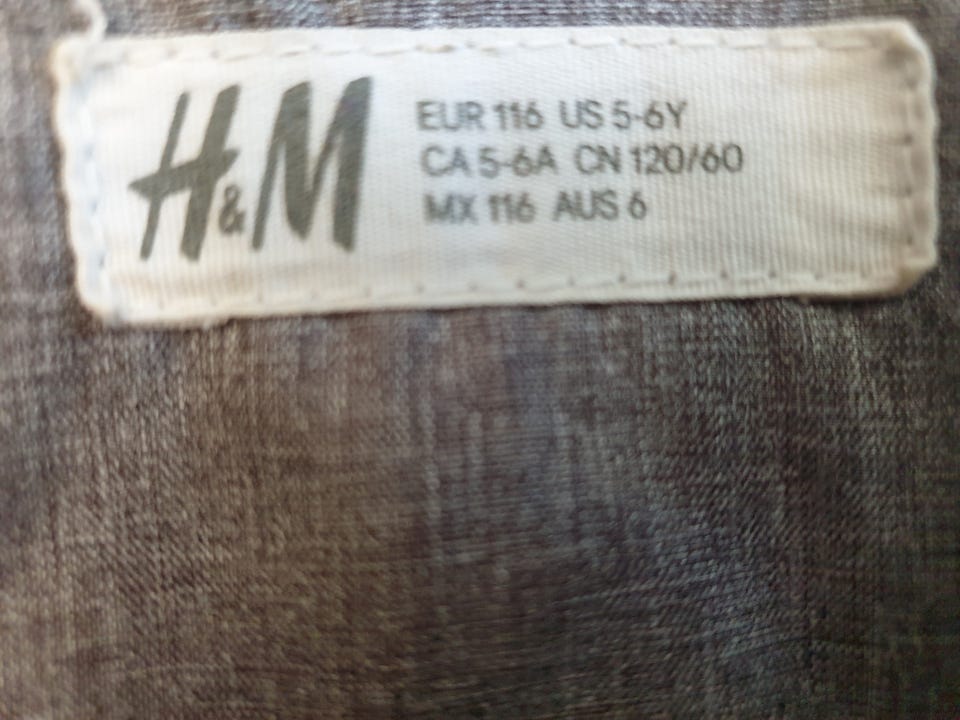 H&M
EUR 116 US 5-6Y
CA 5-6A CN 120/60
MX 116 AUS 6